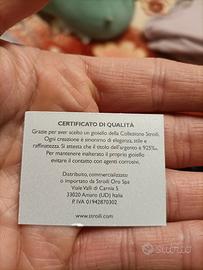 CERTIFICATO DI QUALITÀ
Grazie per aver scelto un gioiello della Collezione Stroili.
Ogni creazione è sinonimo di eleganza, stile e
raffinatezza. Si attesta che il titolo dell'argento è 925‰.
Per mantenere inalterato il proprio gioiello
evitare il contatto con agenti corrosivi.
Distribuito, commercializzato
o importato da Stroili Oro Spa
Viale Valli di Carnia 5
33020 Amaro (UD) Italia
P. IVA 01942870302
www.stroili.com
subito